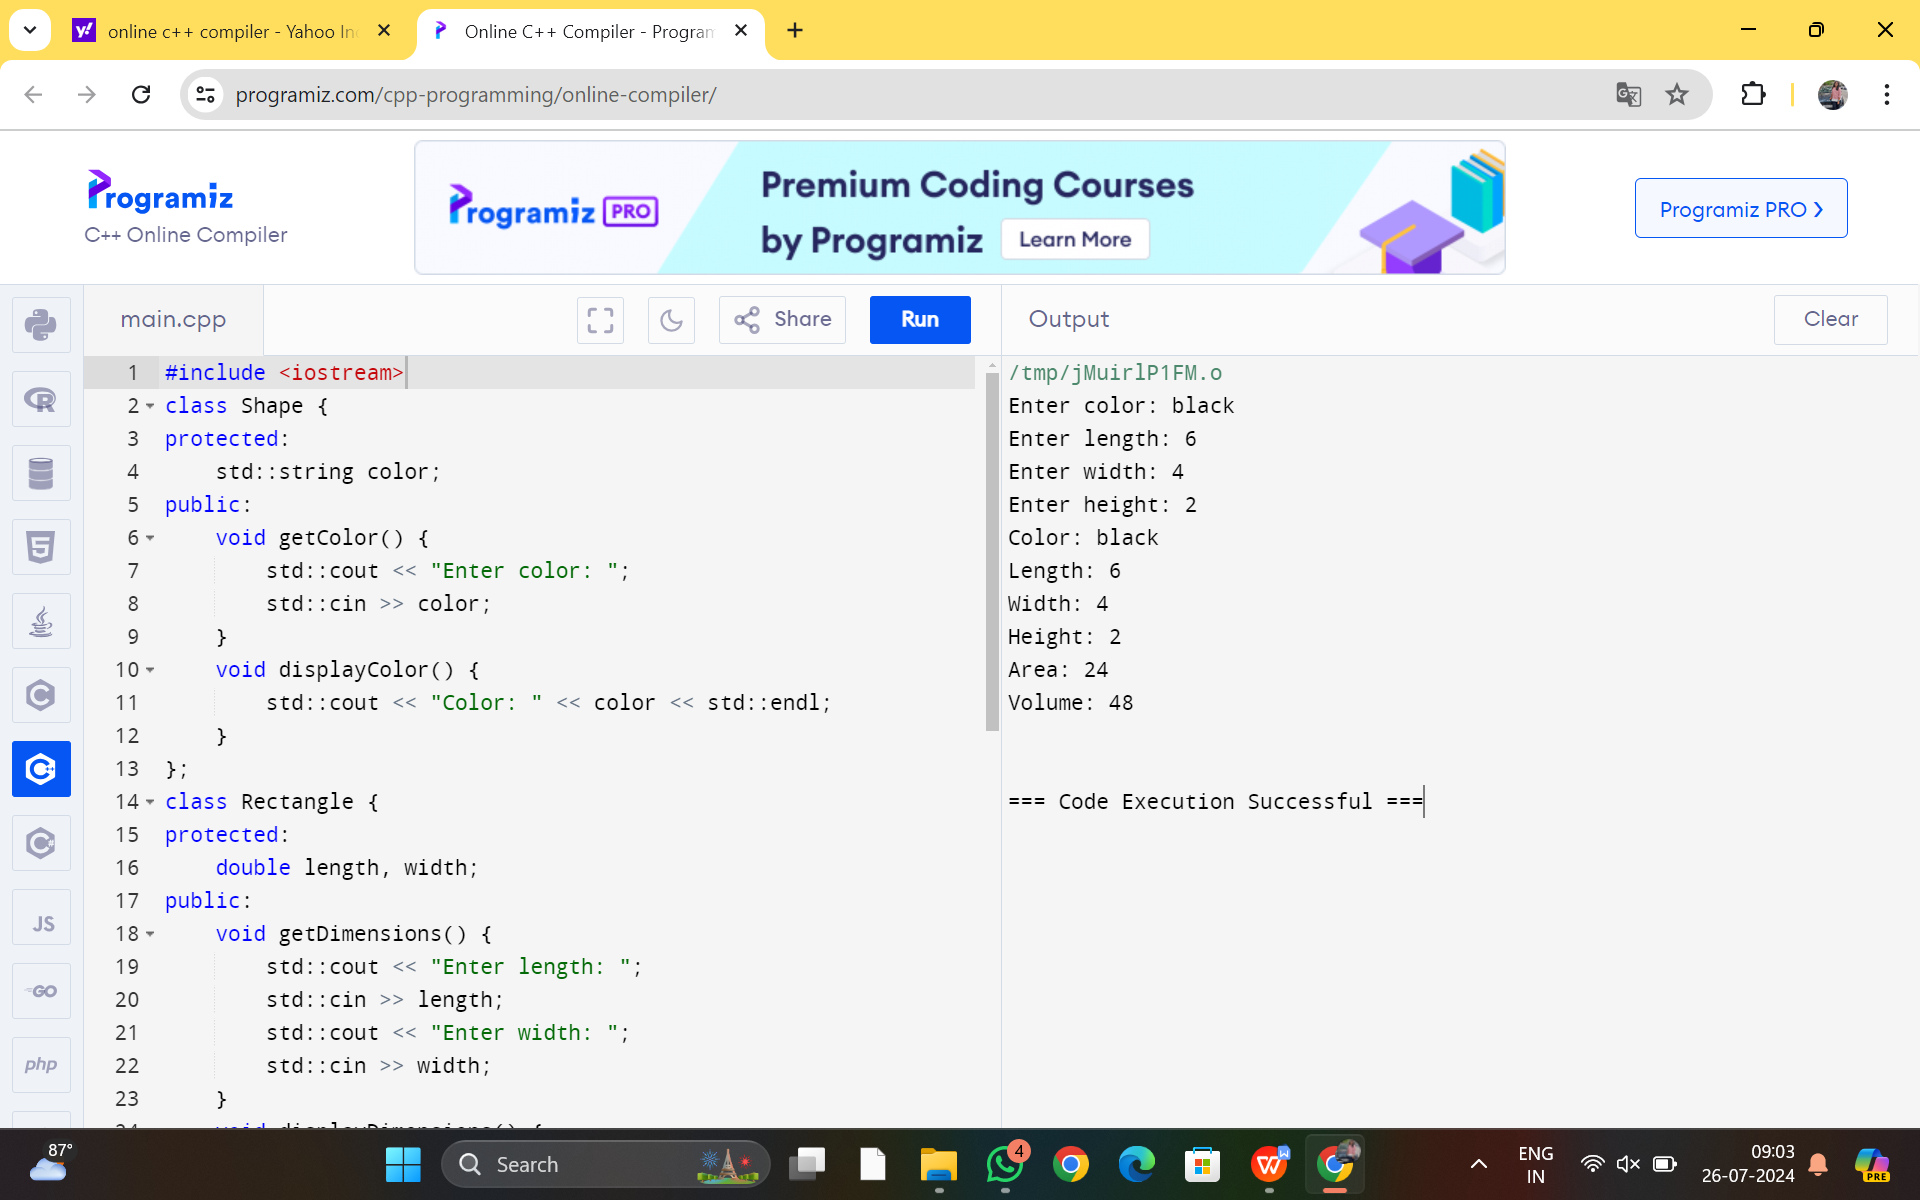 online c++ compiler - Yahoo In
Online C++ Compiler - Program
programiz.com/cpp-programming/online-compiler/
Programiz
C++ Online Compiler
Programiz PRO
Premium Coding Courses
by Programiz
Learn More
Programiz PRO ❯
main.cpp
Share
Run
Output
Clear
1 #include <iostream>
2 class Shape {
3 protected:
4     std::string color;
5 public:
6     void getColor() {
7         std::cout << "Enter color: ";
8         std::cin >> color;
9     }
10     void displayColor() {
11         std::cout << "Color: " << color << std::endl;
12     }
13 };
14 class Rectangle {
15 protected:
16     double length, width;
17 public:
18     void getDimensions() {
19         std::cout << "Enter length: ";
20         std::cin >> length;
21         std::cout << "Enter width: ";
22         std::cin >> width;
23     }
24     void displayDimensions() {
/tmp/jMuirlP1FM.o
Enter color: black
Enter length: 6
Enter width: 4
Enter height: 2
Color: black
Length: 6
Width: 4
Height: 2
Area: 24
Volume: 48
=== Code Execution Successful ===
JS
GO
php
87°
Search
4
ENG
IN
09:03
26-07-2024
PRE